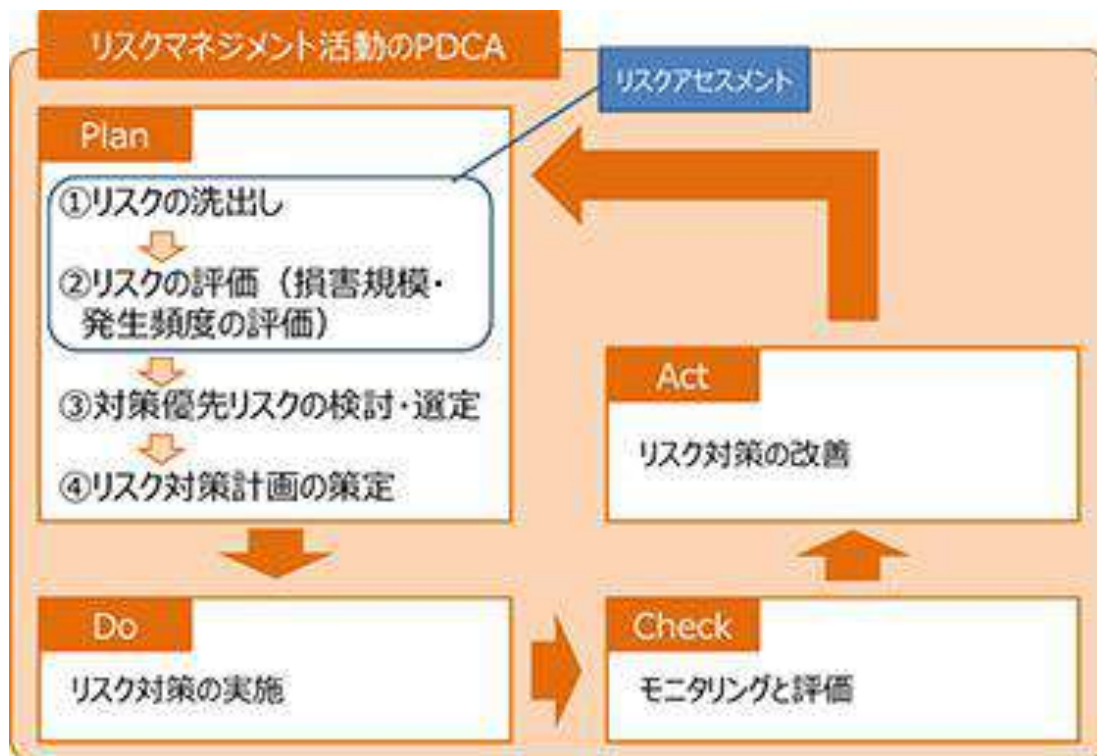 リスクマネジメント活動のPDCA
リスクアセスメント
Plan
①リスクの洗出し
②リスクの評価（損害規模・
発生頻度の評価）
③対策優先リスクの検討・選定
④リスク対策計画の策定
Act
リスク対策の改善
Do
リスク対策の実施
Check
モニタリングと評価